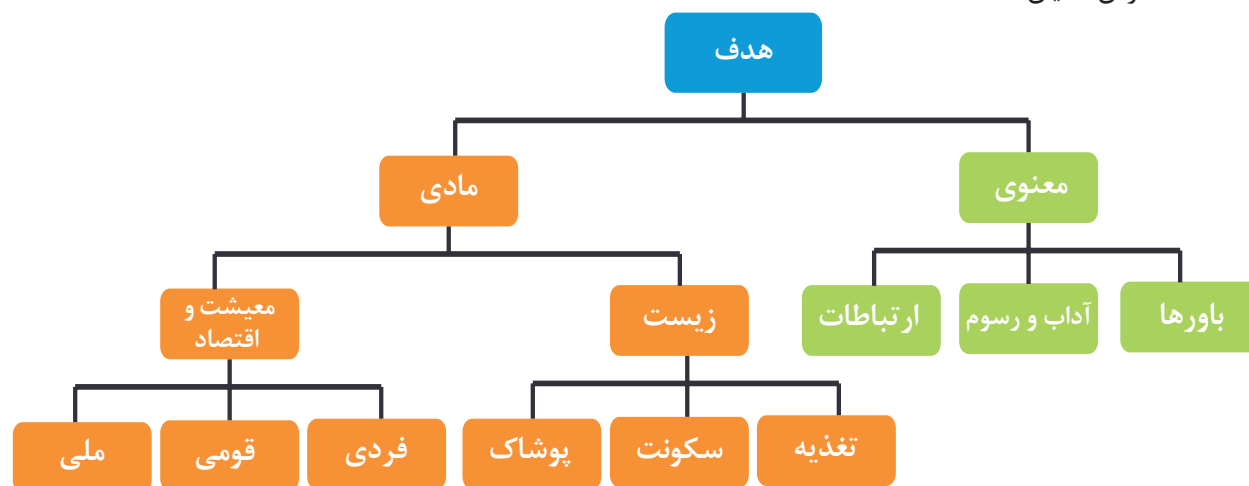 هدف
معنوی
مادی
باورها
آداب و رسوم
ارتباطات
زیست
معیشت و
اقتصاد
تغذیه
سکونت
پوشاک
فردی
قومی
ملی